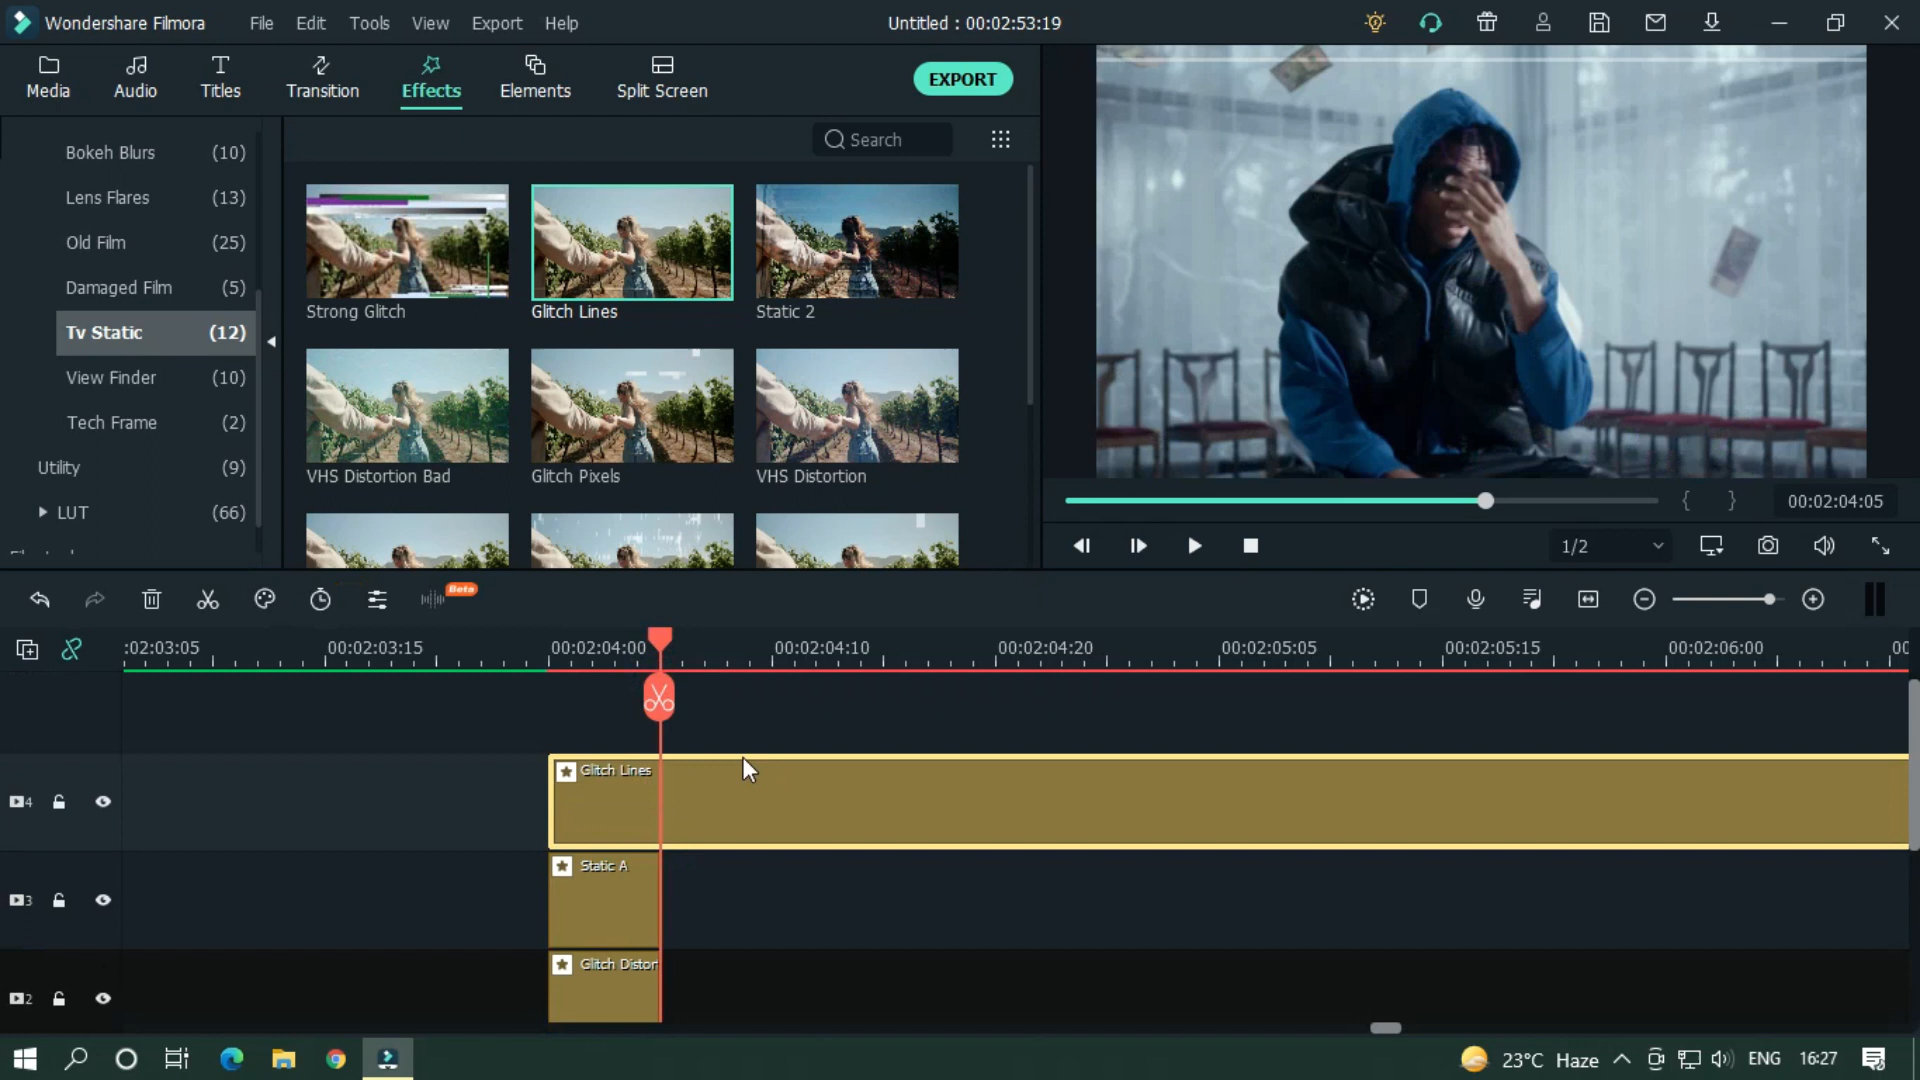 Wondershare Filmora File Edit Tools View Export Help Untitled : 00:02:53:19
Media Audio Titles Transition Effects Elements Split Screen EXPORT
Search
Bokeh Blurs (10)
Lens Flares (13)
Old Film (25)
Damaged Film (5)
Tv Static (12)
View Finder (10)
Tech Frame (2)
Utility (9)
LUT (66)
Strong Glitch Glitch Lines Static 2
VHS Distortion Bad Glitch Pixels VHS Distortion
{ } 00:02:04:05
1/2
Beta
:02:03:05 00:02:03:15 00:02:04:00 00:02:04:10 00:02:04:20 00:02:05:05 00:02:05:15 00:02:06:00 00
Glitch Lines
4
Static A
3
Glitch Distor
2
23°C Haze ENG 16:27